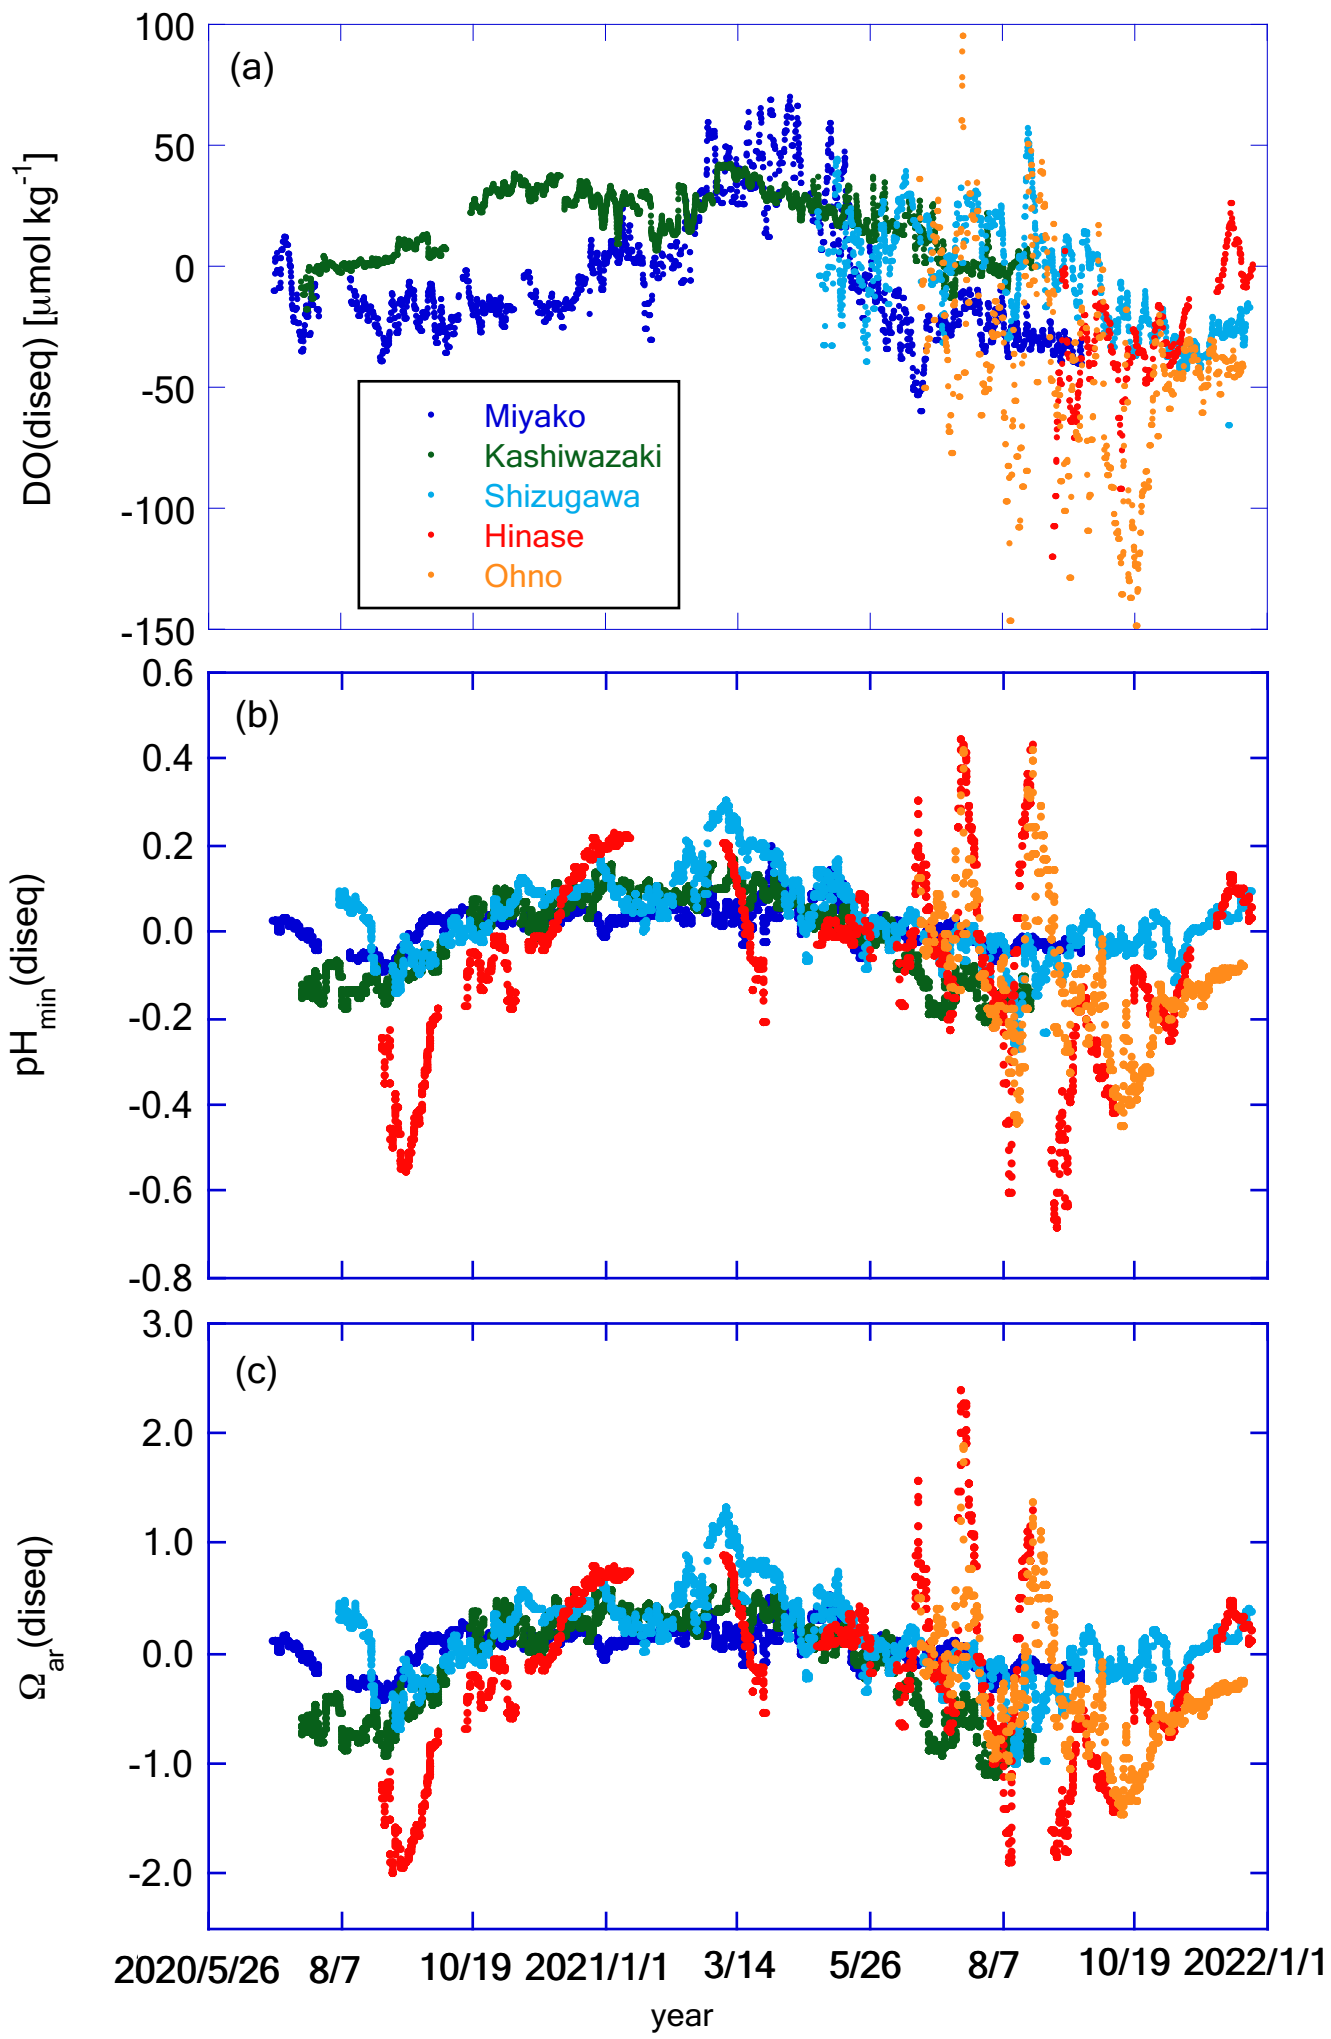 100
(a)
50
0
-50
-100
-150
DO(diseq) [μmol kg-1]
Miyako
Kashiwazaki
Shizugawa
Hinase
Ohno
0.6
(b)
0.4
0.2
0.0
-0.2
-0.4
-0.6
-0.8
pHmin(diseq)
3.0
(c)
2.0
1.0
0.0
-1.0
-2.0
Ωar(diseq)
2020/5/26 8/7 10/19 2021/1/1 3/14 5/26 8/7 10/19 2022/1/1
year